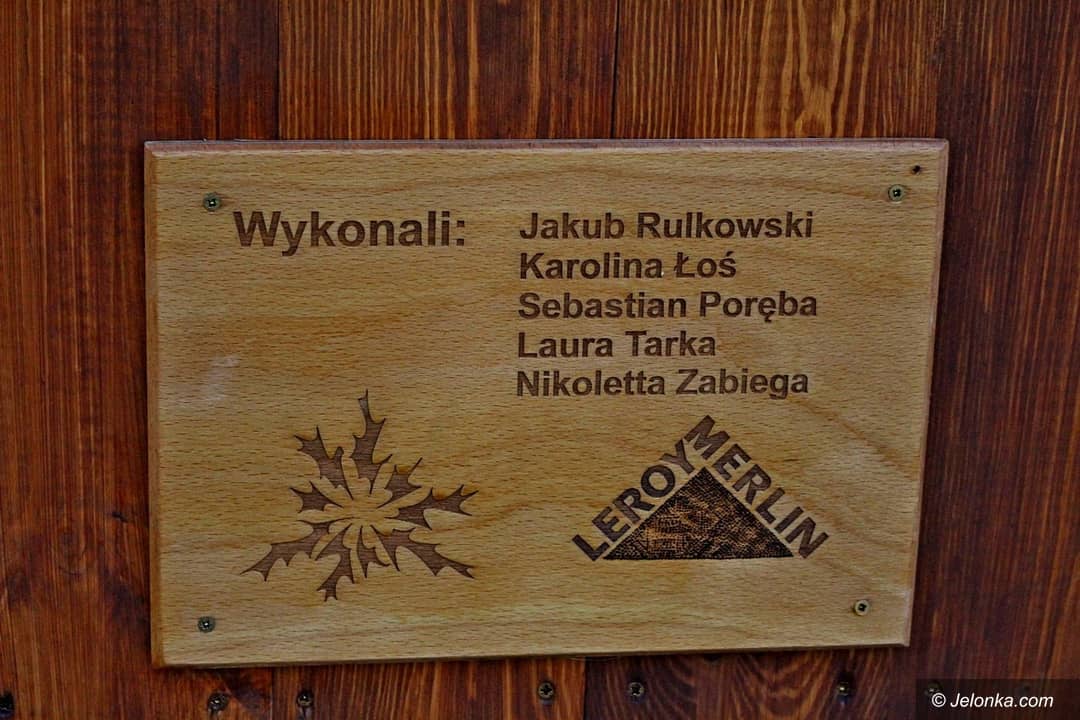 Wykonali:
Jakub Rulkowski
Karolina Łoś
Sebastian Poręba
Laura Tarka
Nikoletta Zabiega
LEROY MERLIN
© Jelonka.com